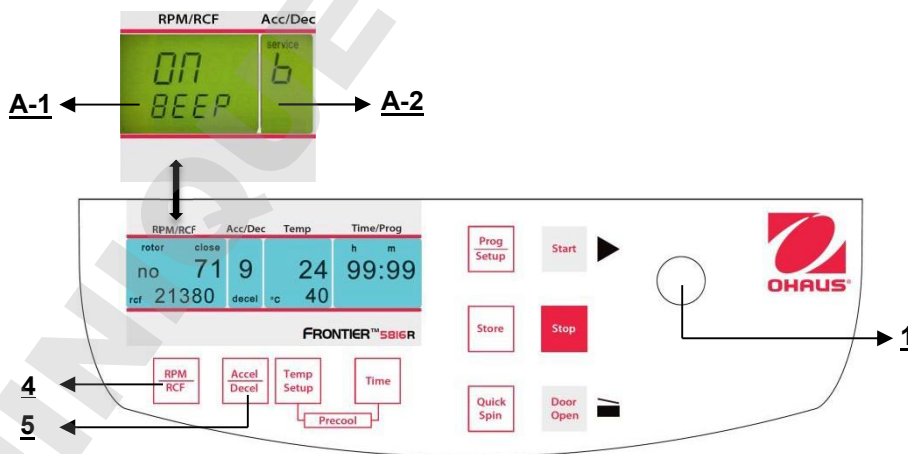 RPM/RCF Acc/Dec
service
ON b
BEEP
A-1 A-2
RPM/RCF Acc/Dec Temp Time/Prog
rotor close h m
no 71 9 24 99:99
rcf 21380 decel °C 40
FRONTIER™5816R
RPM
RCF
Accel
Decel
Temp
Setup
Time
Precool
4
5
Prog
Setup
Start
Store
Stop
Quick
Spin
Door
Open
OHAUS®
1
NIQUE